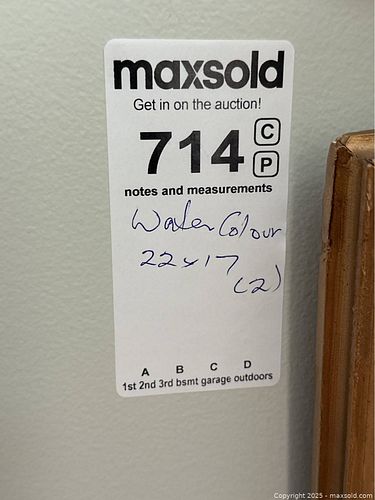 maxsold
Get in on the auction!
714 C
P
notes and measurements
Water Colour
22x17
(2)
A B C D
1st 2nd 3rd bsmt garage outdoors
Copyright 2025 - maxsold.com